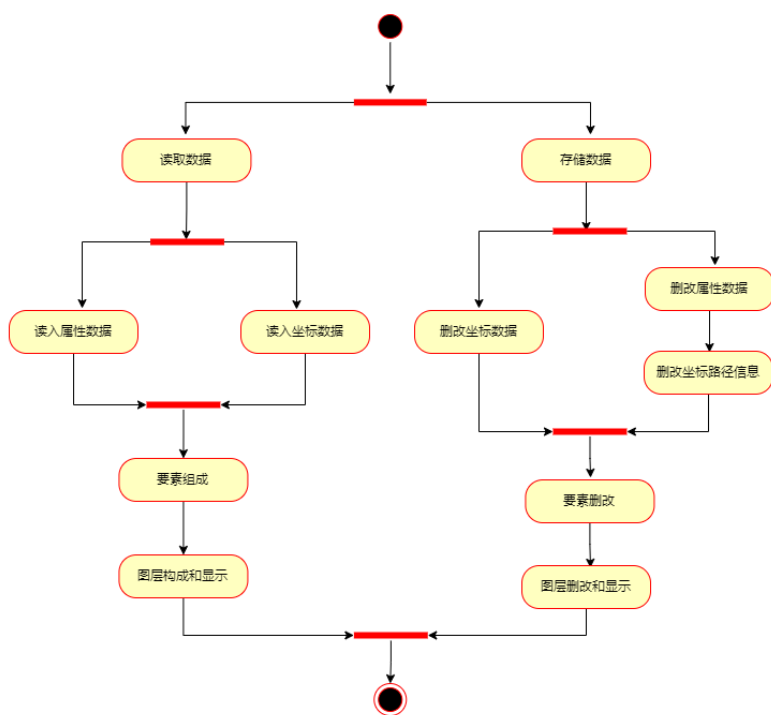 读取数据
存储数据
删改属性数据
读入属性数据
读入坐标数据
删改坐标数据
删改坐标路径信息
要素组成
要素删改
图层构成和显示
图层删改和显示